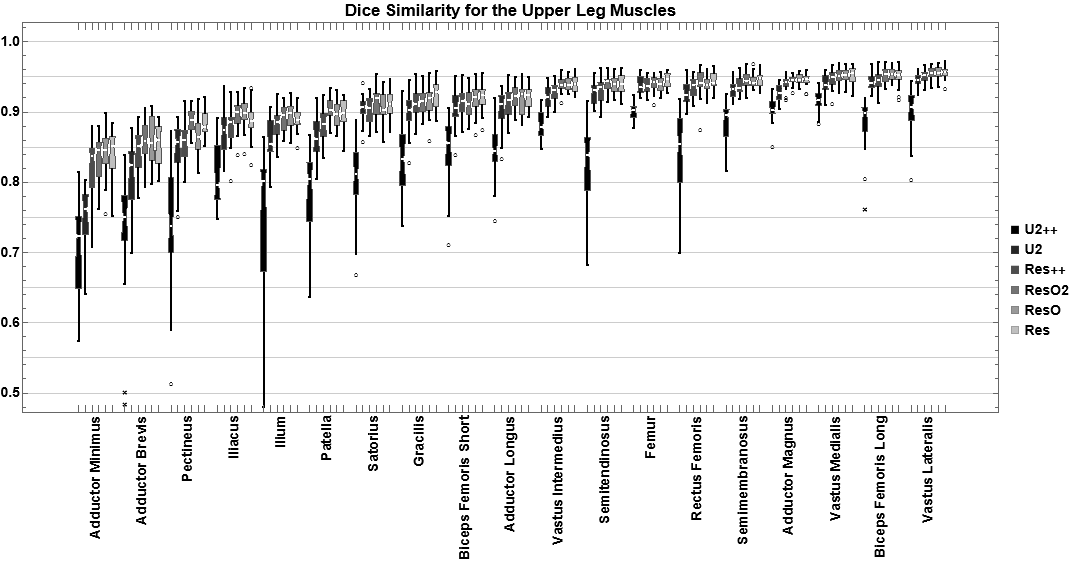 Dice Similarity for the Upper Leg Muscles
1.0
0.9
0.8
0.7
0.6
0.5
Adductor Minimus
Adductor Brevis
Pectineus
Iliacus
Ilium
Patella
Satorius
Gracilis
Biceps Femoris Short
Adductor Longus
Vastus Intermedius
Semitendinosus
Femur
Rectus Femoris
Semimembranosus
Adductor Magnus
Vastus Medialis
Biceps Femoris Long
Vastus Lateralis
U2++
U2
Res++
ResO2
ResO
Res